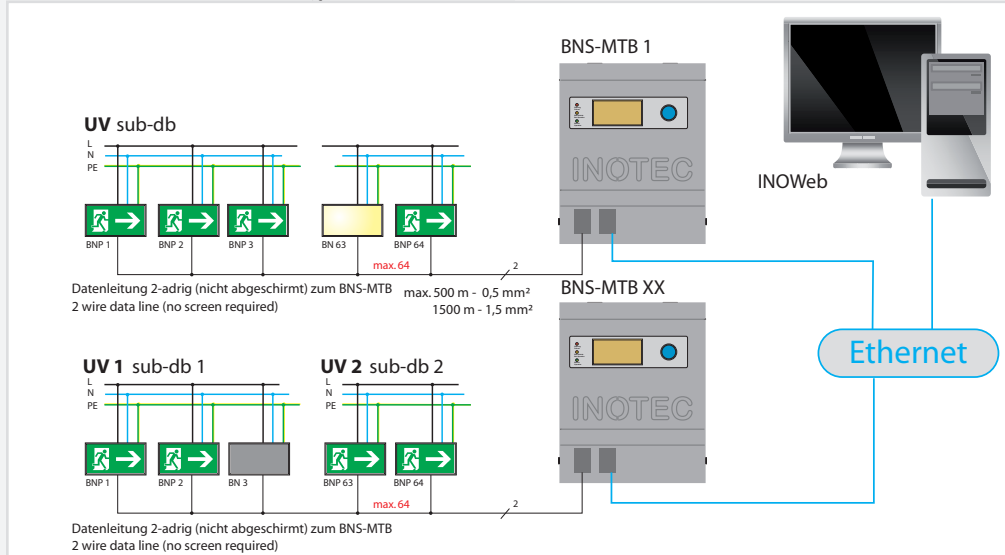 BNS-MTB 1
INOTEC
INOWeb
UV sub-db
L
N
PE
BNP 1
BNP 2
BNP 3
BN 63
BNP 64
max. 64
2
Datenleitung 2-adrig (nicht abgeschirmt) zum BNS-MTB
2 wire data line (no screen required)
max. 500 m - 0,5 mm²
1500 m - 1,5 mm²
BNS-MTB XX
INOTEC
Ethernet
UV 1 sub-db 1
L
N
PE
BNP 1
BNP 2
BN 3
UV 2 sub-db 2
L
N
PE
BNP 63
BNP 64
max. 64
2
Datenleitung 2-adrig (nicht abgeschirmt) zum BNS-MTB
2 wire data line (no screen required)